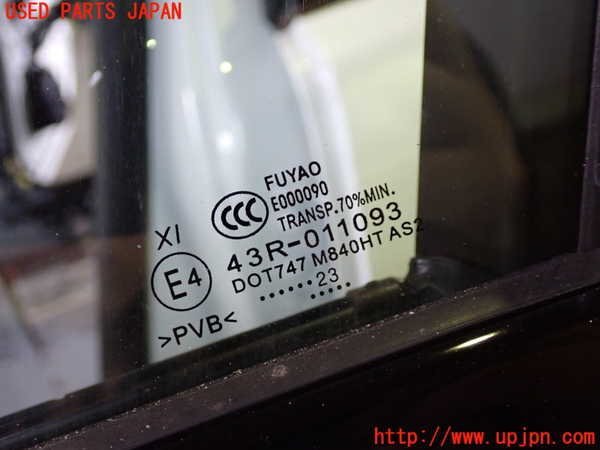 USED PARTS JAPAN
FUYAO
CCC E000090
TRANSP.70%MIN.
XI
E4 43R-011093
DOT747 M840HT AS2
......23
.....
>PVB<
http://www.upjpn.com